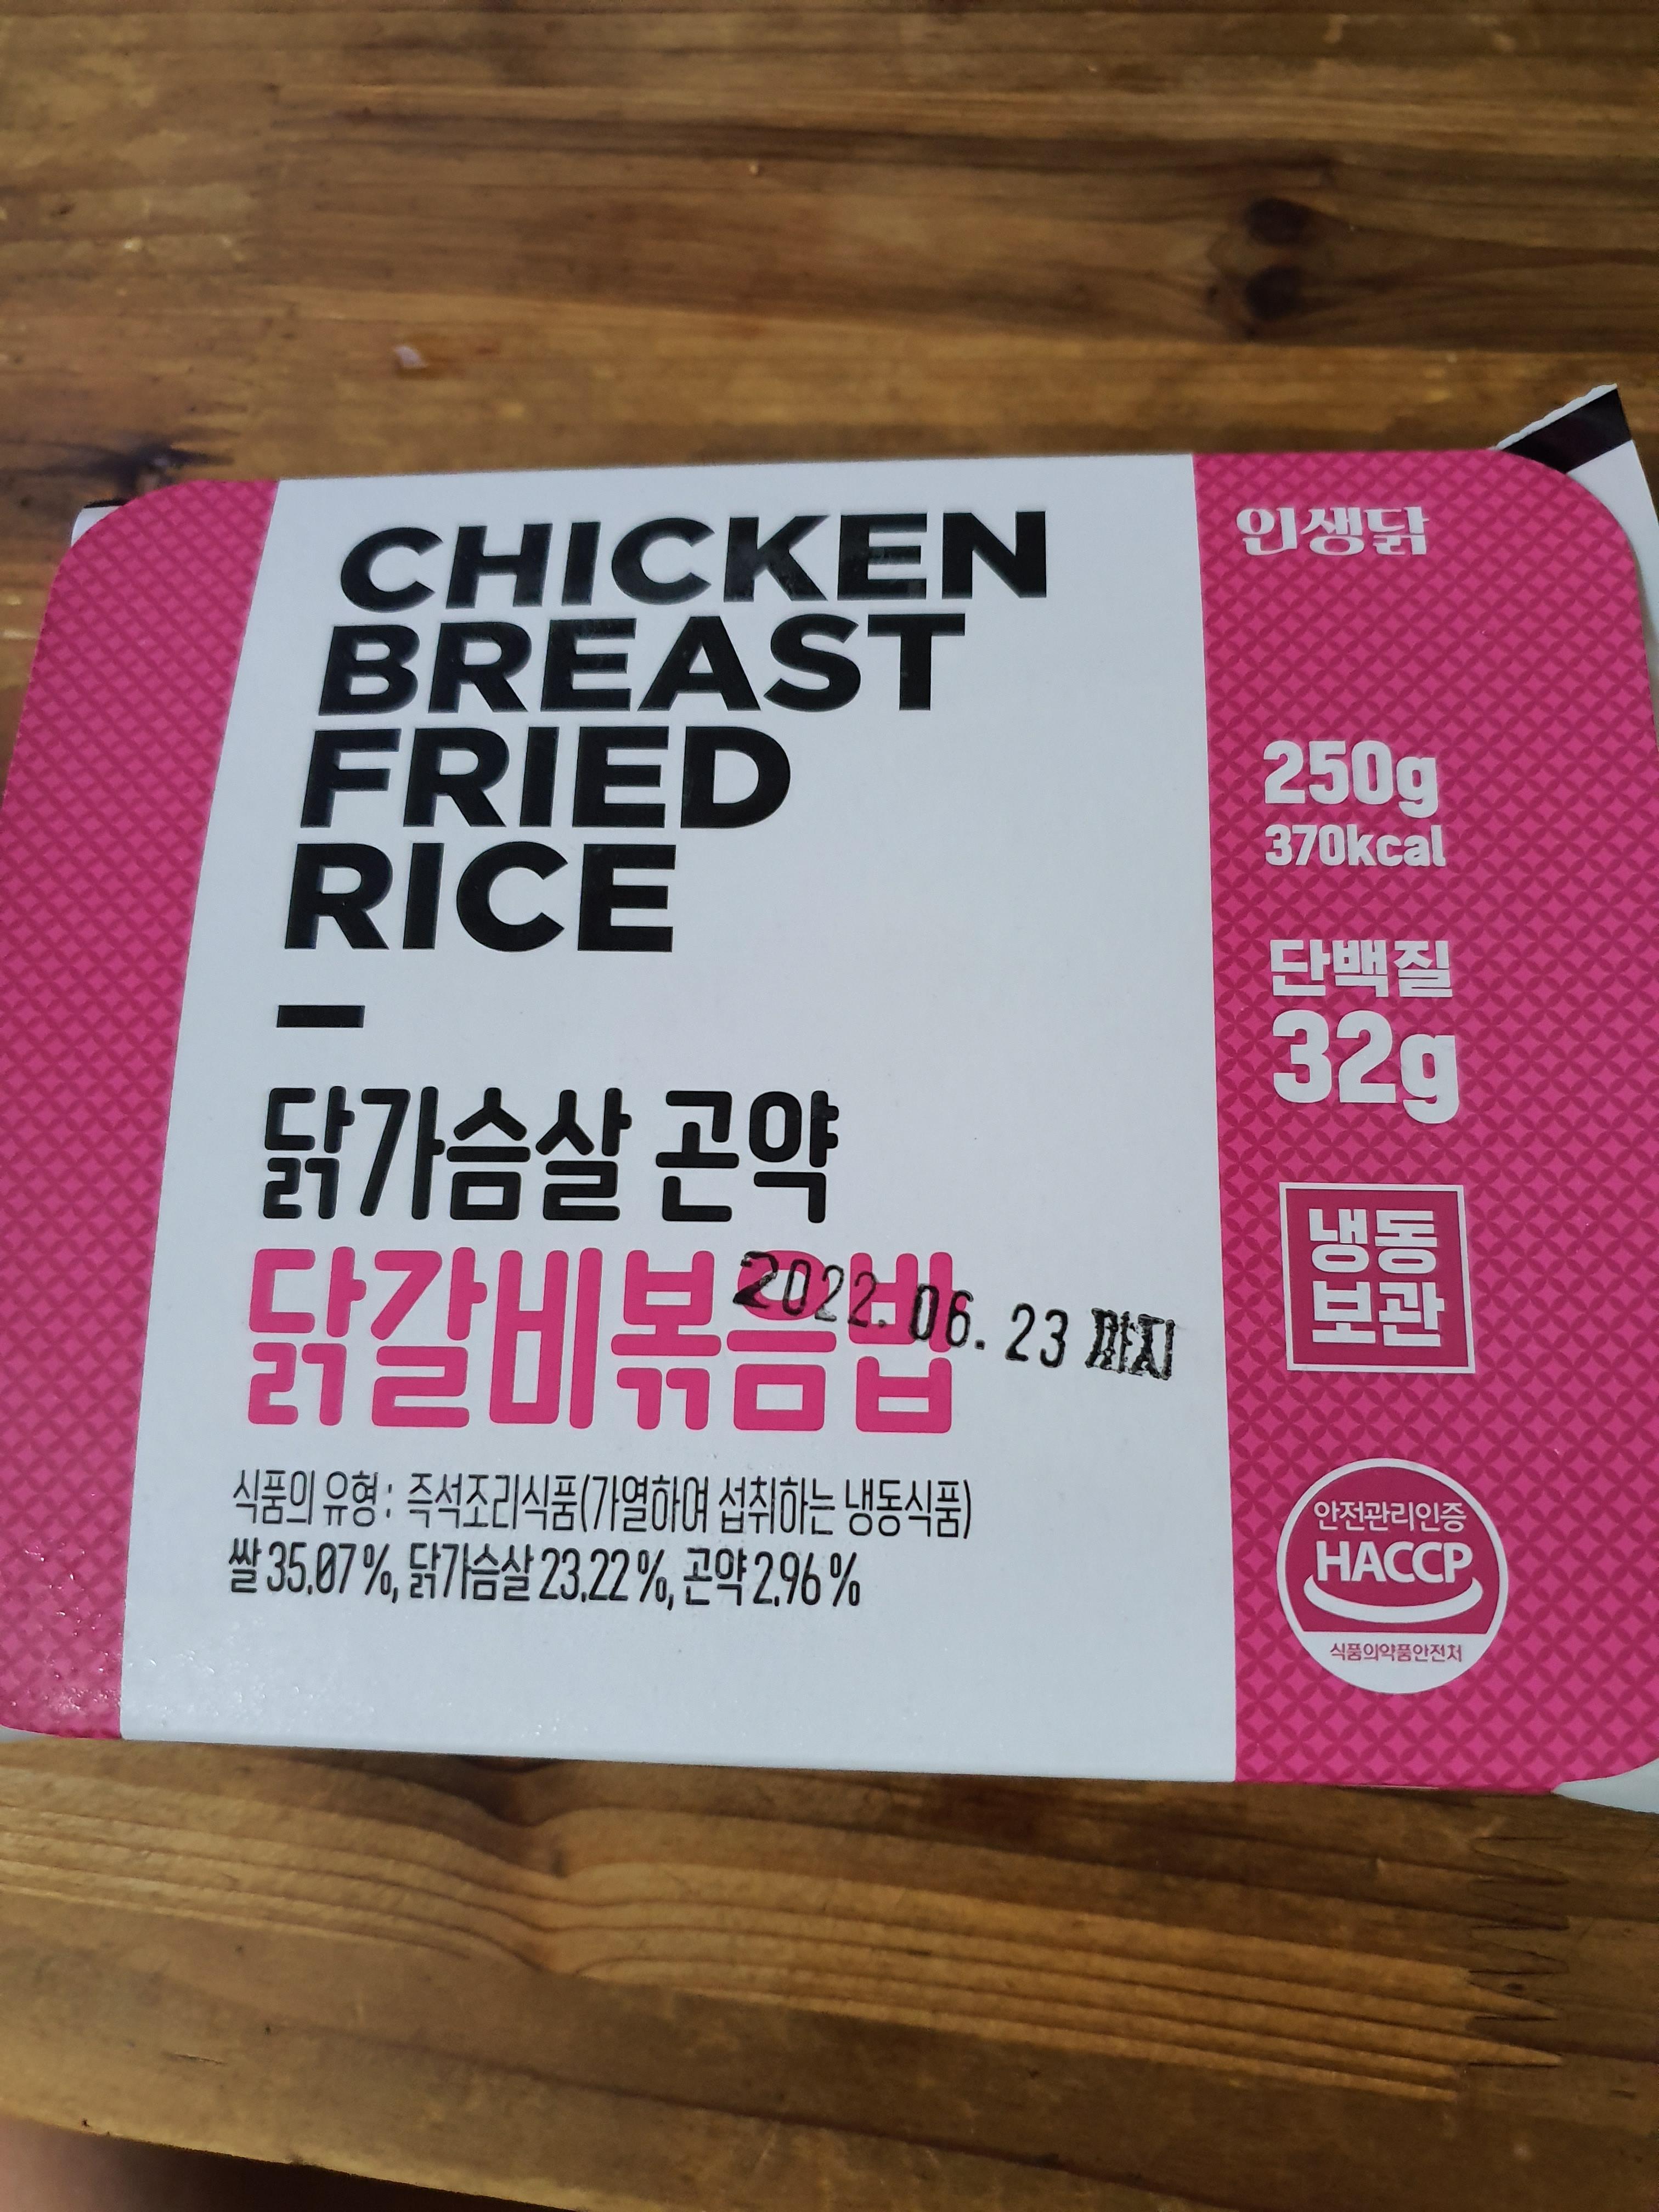 CHICKEN
BREAST
FRIED
RICE
닭가슴살 곤약
닭갈비볶음밥
2022. 06. 23 까지
식품의 유형 : 즉석조리식품(가열하여 섭취하는 냉동식품)
쌀 35.07%, 닭가슴살 23.22%, 곤약 2.96%
인생닭
250g
370kcal
단백질
32g
냉동
보관
안전관리인증
HACCP
식품의약품안전처